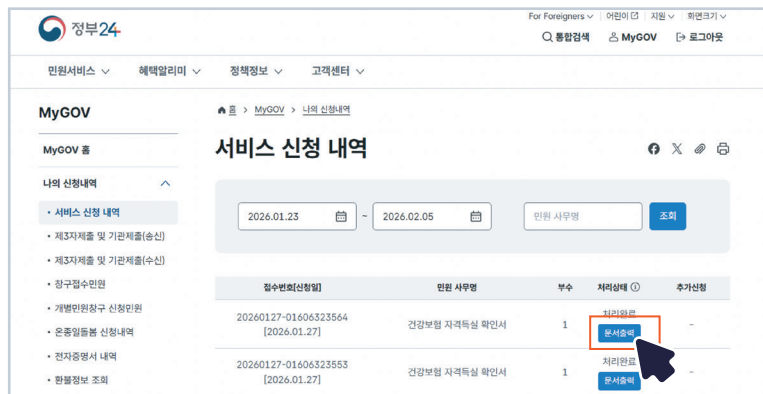 For Foreigners 어린이 지원 화면크기
정부24
통합검색 MyGOV 로그아웃
민원서비스 혜택알리미 정책정보 고객센터
MyGOV
홈 > MyGOV > 나의 신청내역
MyGOV 홈
서비스 신청 내역
나의 신청내역
• 서비스 신청 내역
2026.01.23 ~ 2026.02.05 민원 사무명 조회
• 제3자제출 및 기관제출(송신)
• 제3자제출 및 기관제출(수신)
• 창구접수민원
접수번호[신청일] 민원 사무명 부수 처리상태 추가신청
• 개별민원창구 신청민원
20260127-01606323564 건강보험 자격득실 확인서 1 처리완료 -
[2026.01.27] 문서출력
• 온종일돌봄 신청내역
• 전자증명서 내역
20260127-01606323553 건강보험 자격득실 확인서 1 처리완료 -
[2026.01.27] 문서출력
• 환불정보 조회